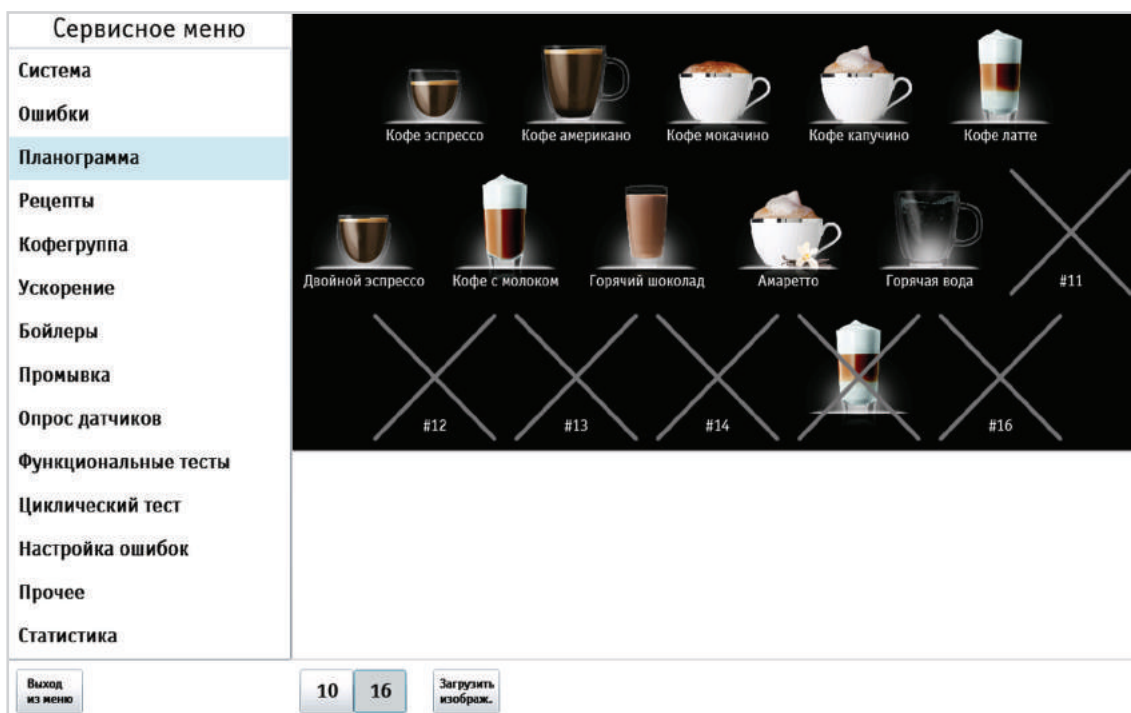 Сервисное меню
Система
Ошибки
Планограмма
Рецепты
Кофегруппа
Ускорение
Бойлеры
Промывка
Опрос датчиков
Функциональные тесты
Циклический тест
Настройка ошибок
Прочее
Статистика
Выход
из меню
Кофе эспрессо Кофе американо Кофе мокачино Кофе капучино Кофе латте
Двойной эспрессо Кофе с молоком Горячий шоколад Амаретто Горячая вода #11
#12 #13 #14 #16
10 16
Загрузить
изображ.